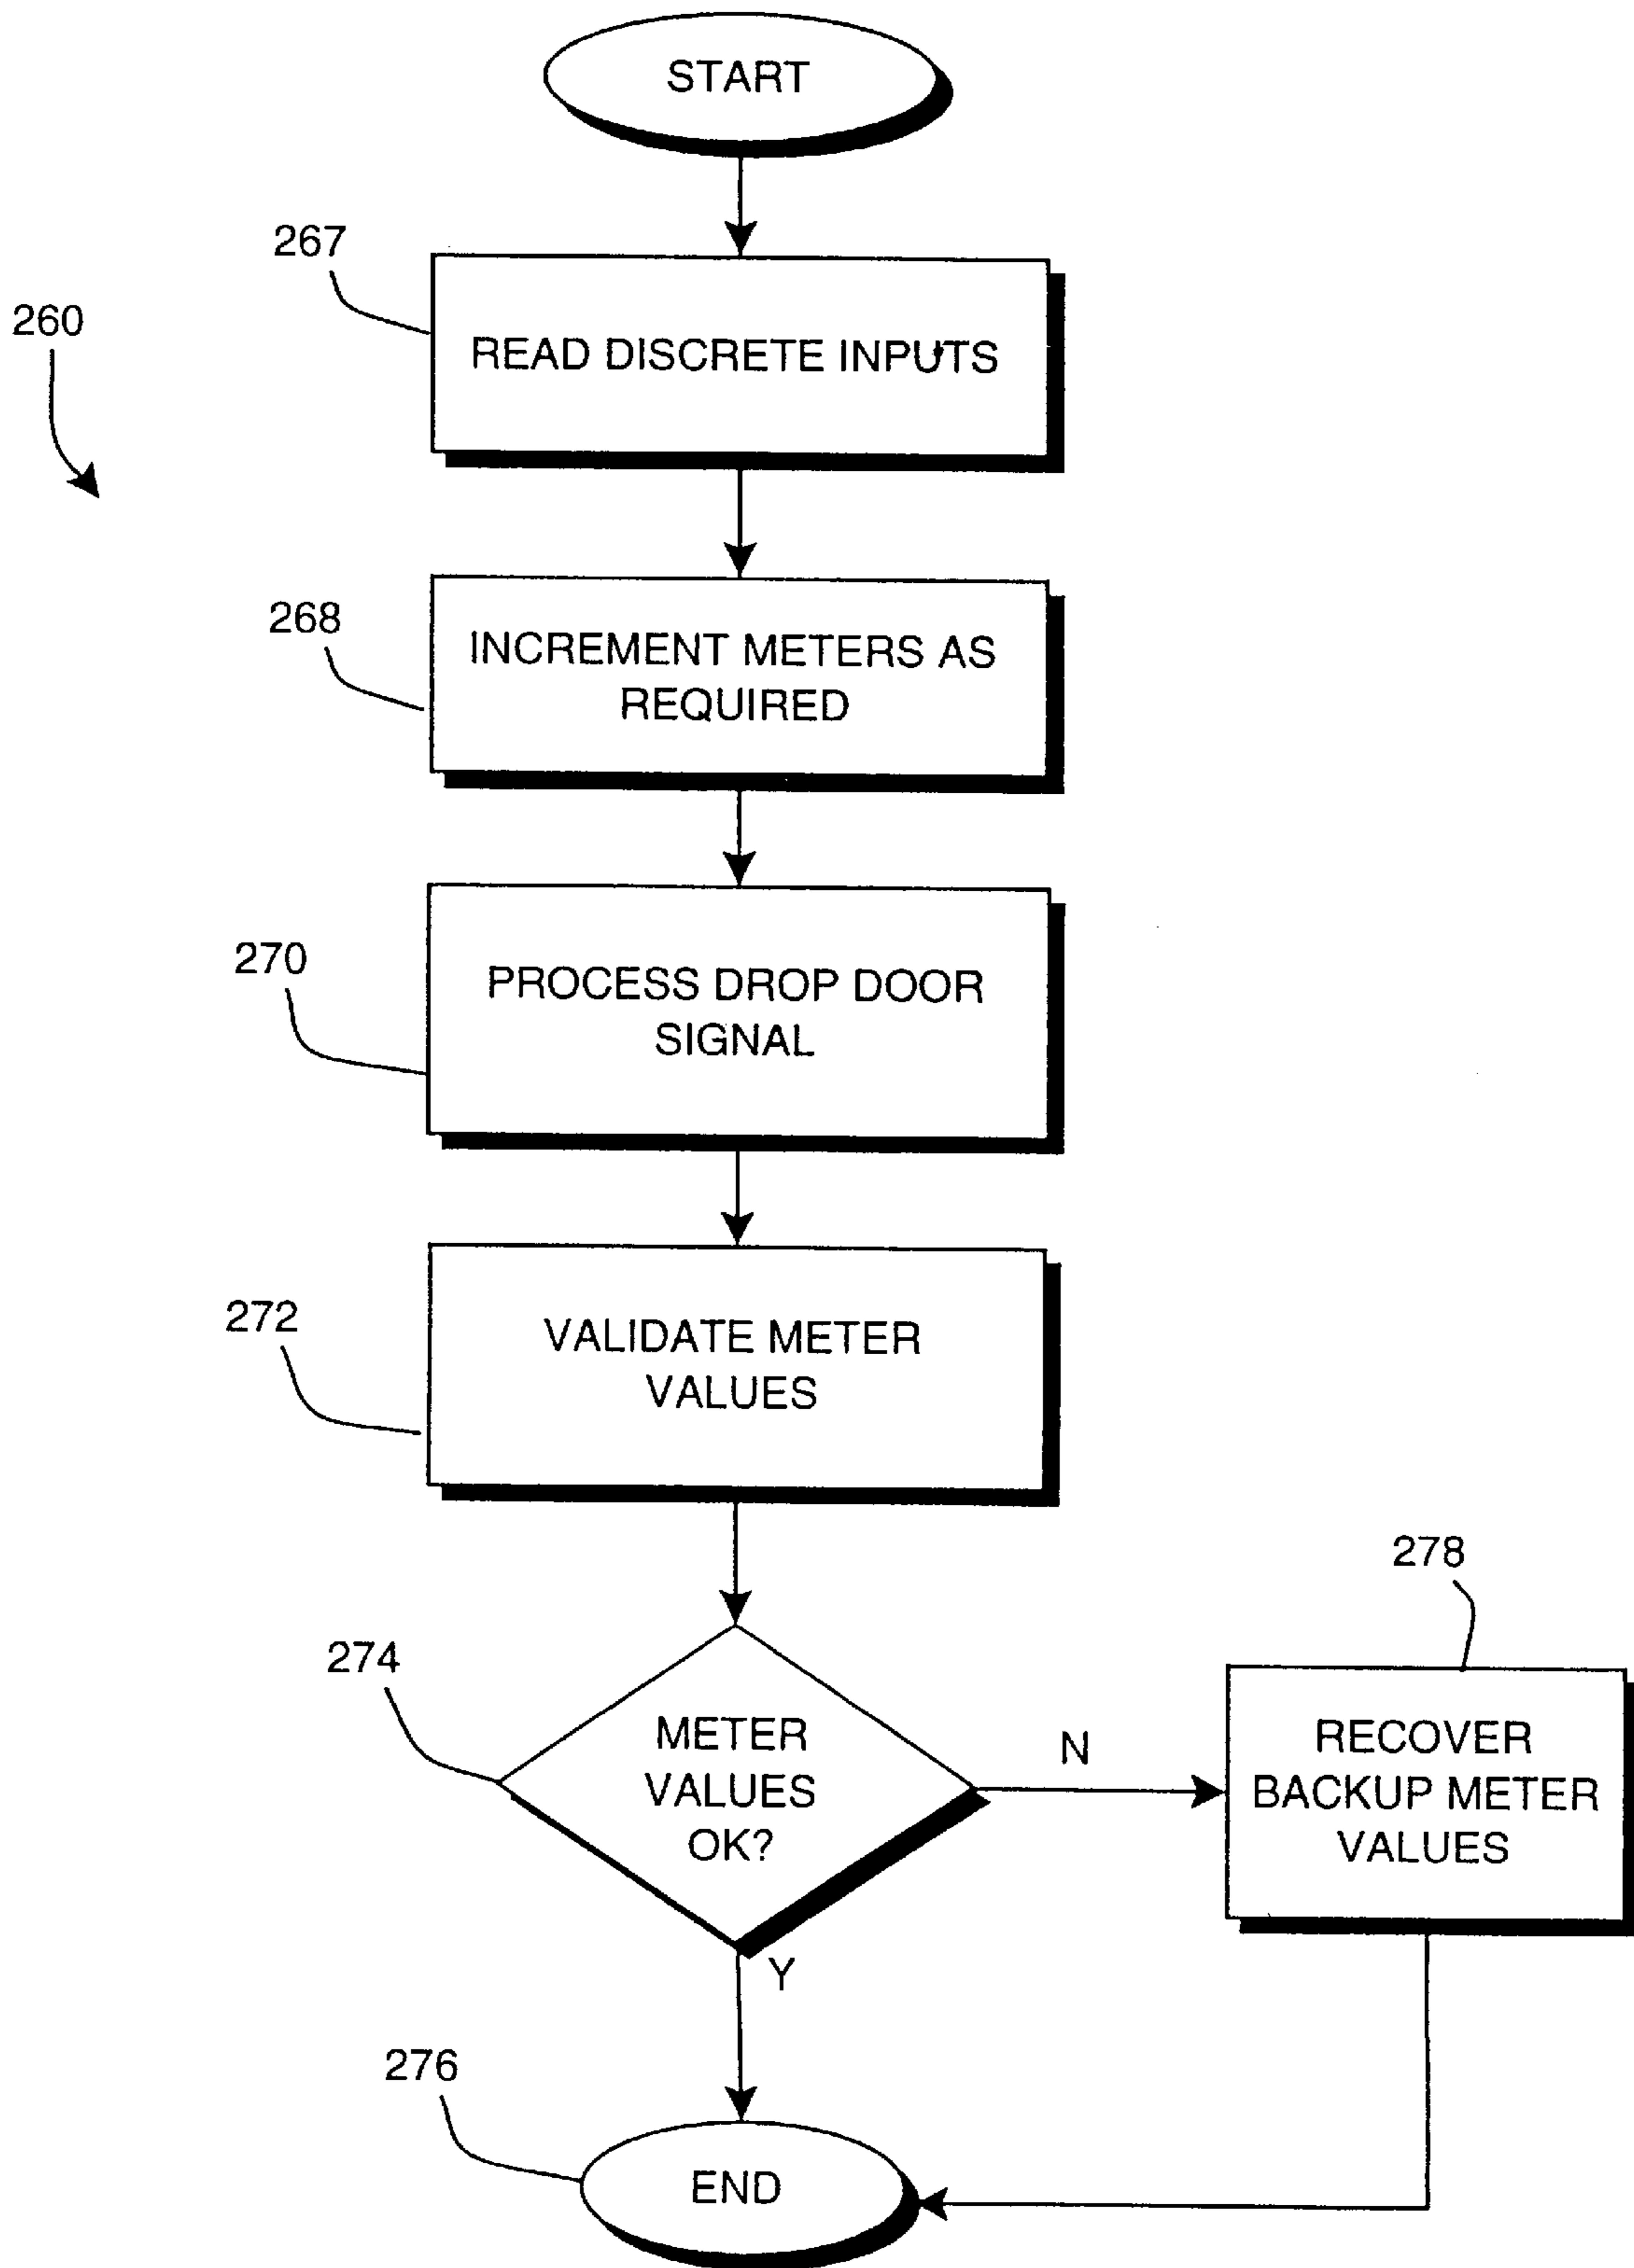 START
267
260
READ DISCRETE INPUTS
268
INCREMENT METERS AS
REQUIRED
270
PROCESS DROP DOOR
SIGNAL
272
VALIDATE METER
VALUES
274
METER
VALUES
OK?
N
278
RECOVER
BACKUP METER
VALUES
Y
276
END